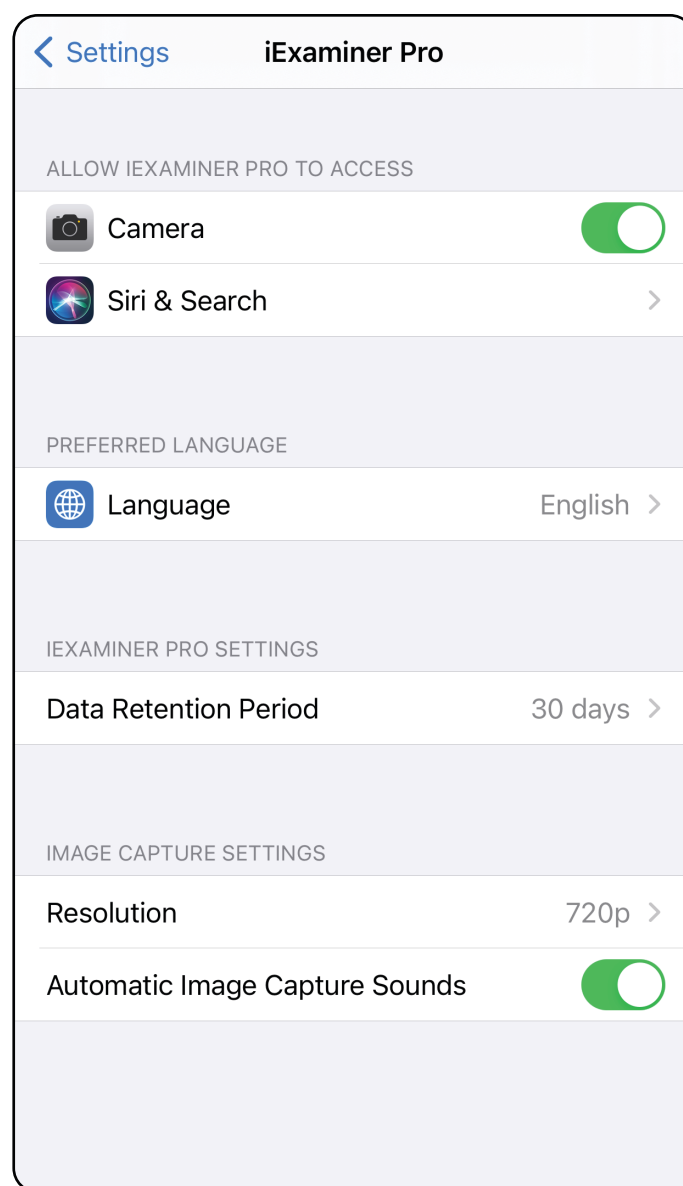 Settings iExaminer Pro
ALLOW IEXAMINER PRO TO ACCESS
Camera
Siri & Search
PREFERRED LANGUAGE
Language English
IEXAMINER PRO SETTINGS
Data Retention Period 30 days
IMAGE CAPTURE SETTINGS
Resolution 720p
Automatic Image Capture Sounds